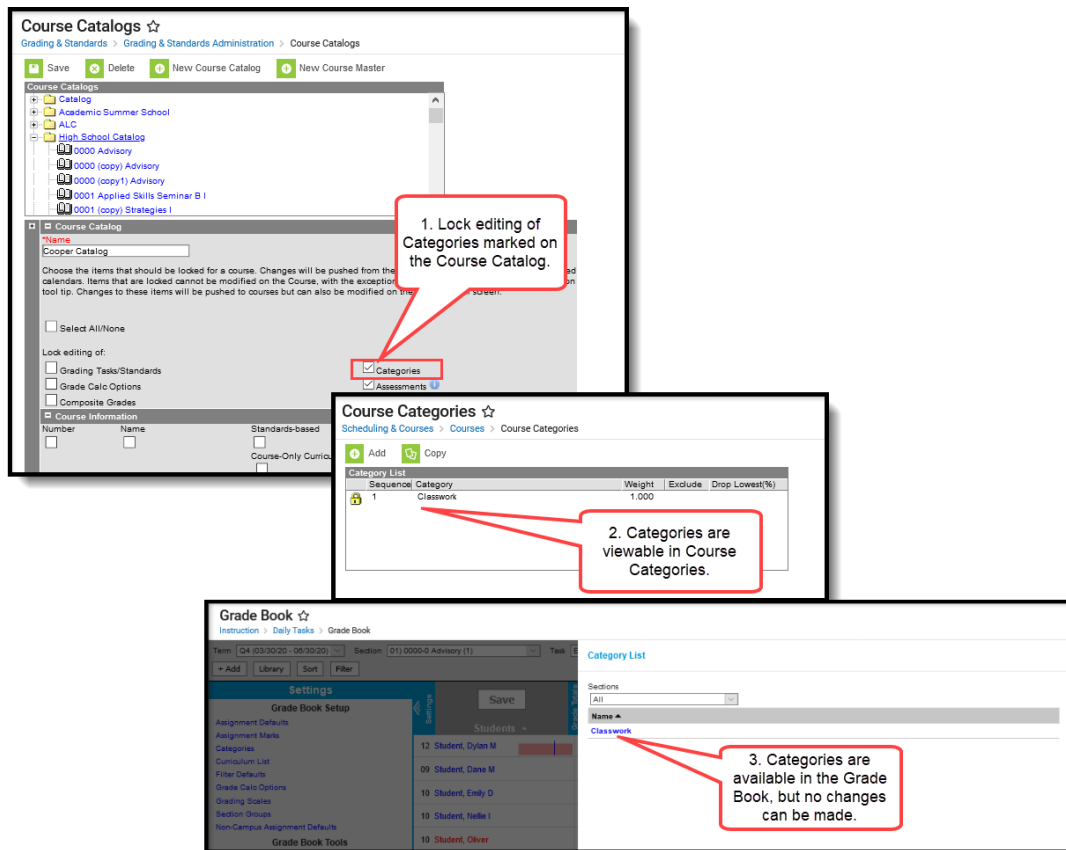 Course Catalogs
Grading & Standards > Grading & Standards Administration > Course Catalogs
Save Delete New Course Catalog New Course Master
Course Catalogs
Catalog
Academic Summer School
ALC
High School Catalog
0000 Advisory
0000 (copy) Advisory
0000 (copy1) Advisory
0001 Applied Skills Seminar B I
0001 (copy) Strategies I
1. Lock editing of
Categories marked on
the Course Catalog.
Course Catalog
*Name
Cooper Catalog
Choose the items that should be locked for a course. Changes will be pushed from the
calendars. Items that are locked cannot be modified on the Course, with the exception
tool tip. Changes to these items will be pushed to courses but can also be modified on the screen.
Select All/None
Lock editing of:
Grading Tasks/Standards Categories
Grade Calc Options Assessments
Composite Grades
Course Information
Number Name Standards-based
Course-Only
Course Categories
Scheduling & Courses > Courses > Course Categories
Add Copy
Category List
Sequence Category Weight Exclude Drop Lowest(%)
1 Classwork 1.000
2. Categories are
viewable in Course
Categories.
Grade Book
Instruction > Daily Tasks > Grade Book
Term Q4 (03/30/20 - 06/30/20) Section 01) 0000-0 Advisory (1) Task
+ Add Library Sort Filter
Settings
Grade Book Setup
Assignment Defaults
Assignment Marks
Categories
Curriculum List
Filter Defaults
Grade Calc Options
Grading Scales
Section Groups
Non-Campus Assignment Defaults
Grade Book Tools
Settings
Save
Grade Totals
Students
12 Student, Dylan M
09 Student, Dane M
10 Student, Emily D
10 Student, Nellie I
10 Student, Oliver
Category List
Sections
All
Name
Classwork
3. Categories are
available in the Grade
Book, but no changes
can be made.